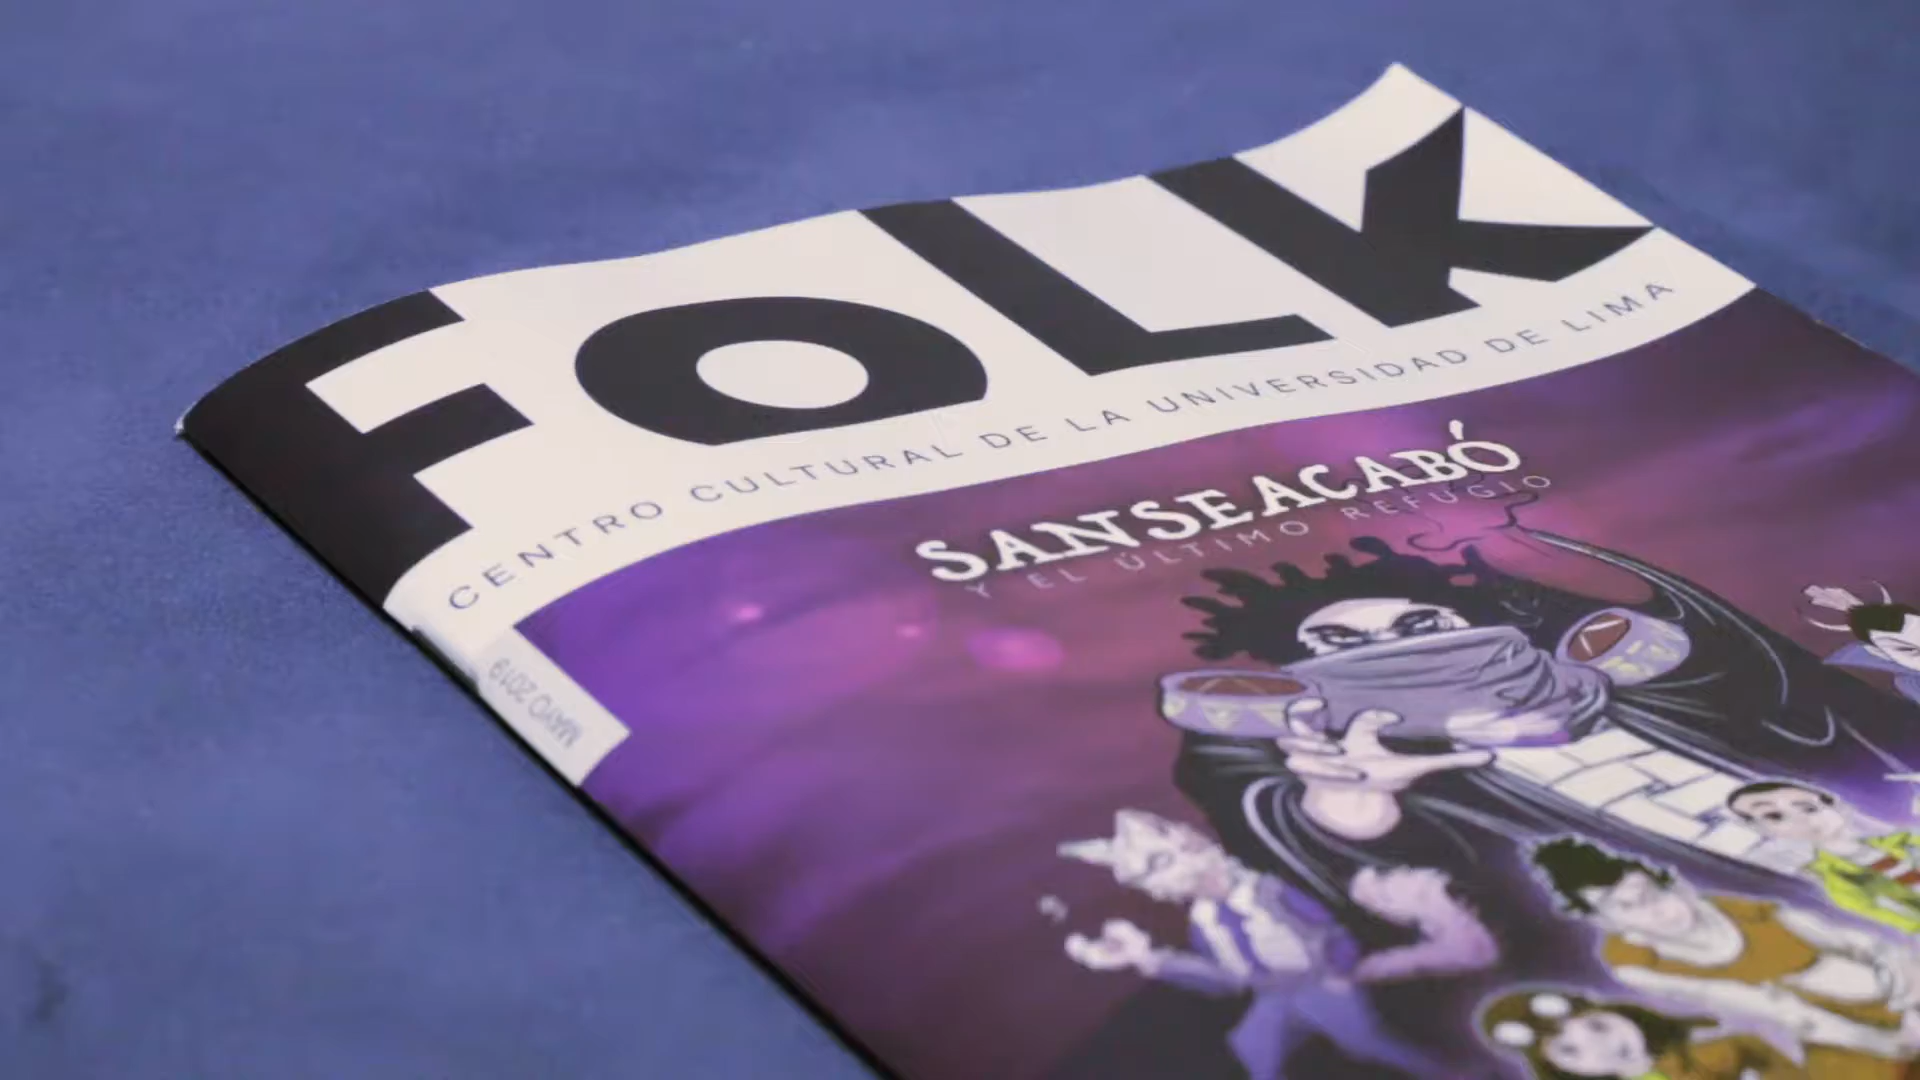 FOLK
CENTRO CULTURAL DE LA UNIVERSIDAD DE LIMA
SANSEACABÓ
Y EL ÚLTIMO REFUGIO
MAYO 2019